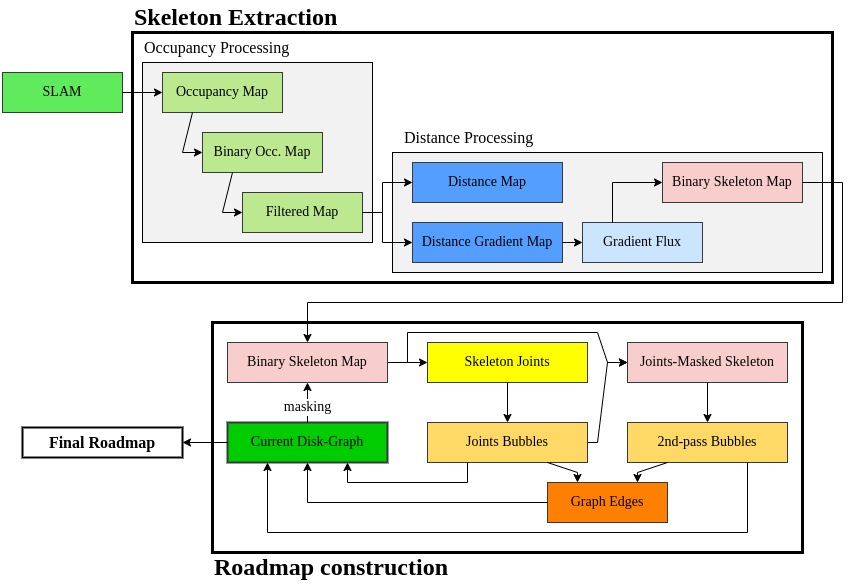 Skeleton Extraction
Occupancy Processing
SLAM
Occupancy Map
Binary Occ. Map
Filtered Map
Distance Processing
Distance Map
Binary Skeleton Map
Distance Gradient Map
Gradient Flux
Binary Skeleton Map
Skeleton Joints
Joints-Masked Skeleton
masking
Final Roadmap
Current Disk-Graph
Joints Bubbles
2nd-pass Bubbles
Graph Edges
Roadmap construction